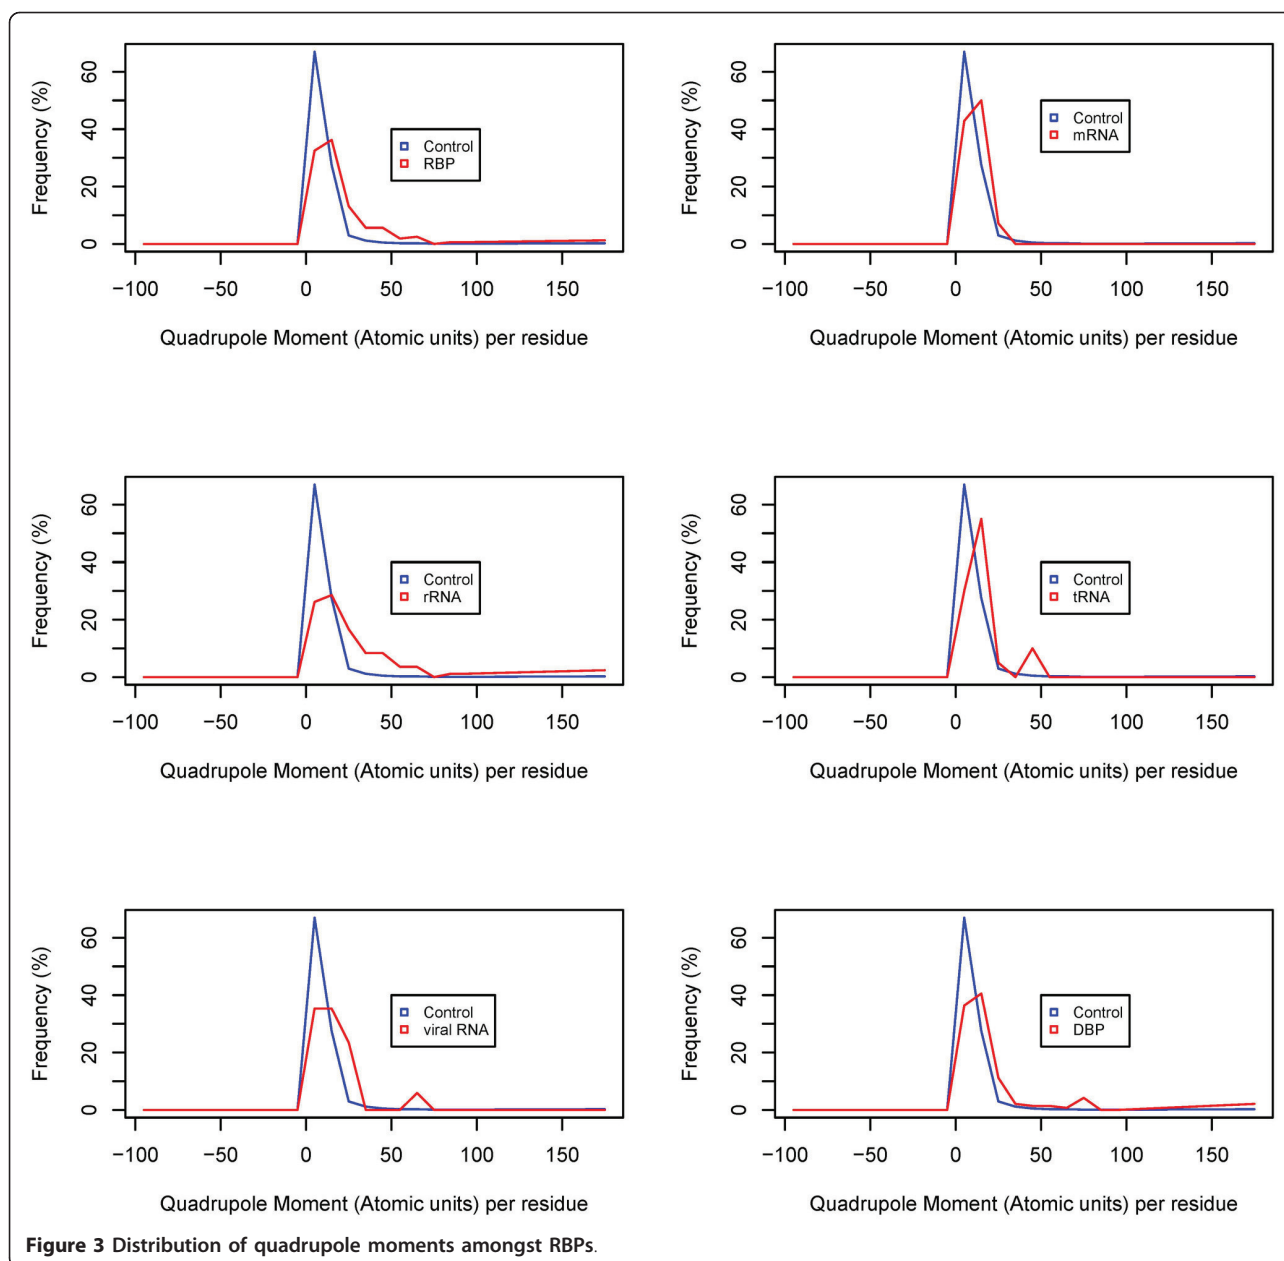 Frequency (%)
60
40
20
0
Control
RBP
−100 −50 0 50 100 150
Quadrupole Moment (Atomic units) per residue
Frequency (%)
60
40
20
0
Control
mRNA
−100 −50 0 50 100 150
Quadrupole Moment (Atomic units) per residue
Frequency (%)
60
40
20
0
Control
rRNA
−100 −50 0 50 100 150
Quadrupole Moment (Atomic units) per residue
Frequency (%)
60
40
20
0
Control
tRNA
−100 −50 0 50 100 150
Quadrupole Moment (Atomic units) per residue
Frequency (%)
60
40
20
0
Control
viral RNA
−100 −50 0 50 100 150
Quadrupole Moment (Atomic units) per residue
Frequency (%)
60
40
20
0
Control
DBP
−100 −50 0 50 100 150
Quadrupole Moment (Atomic units) per residue
Figure 3 Distribution of quadrupole moments amongst RBPs.